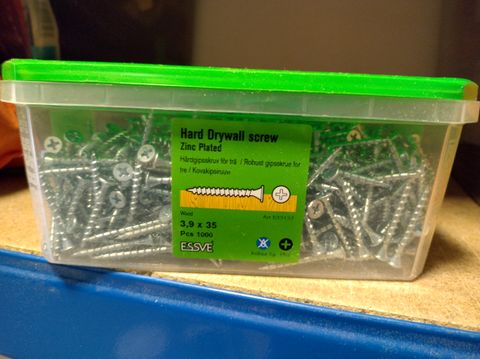 Hard Drywall screw
Zinc Plated
Hårdgipsskruv för trä / Robust gipsskrue for
tre / Kovakipsiruuvi
Wood
3,9 x 35
Pcs 1000
ESSVE